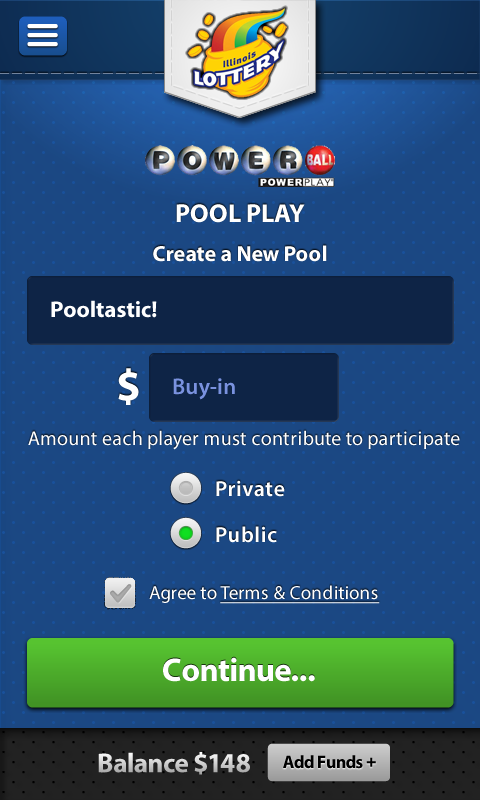 Illinois
LOTTERY
POWERBALL
POWERPLAY
POOL PLAY
Create a New Pool
Pooltastic!
$ Buy-in
Amount each player must contribute to participate
Private
Public
Agree to Terms & Conditions
Continue...
Balance $148 Add Funds +